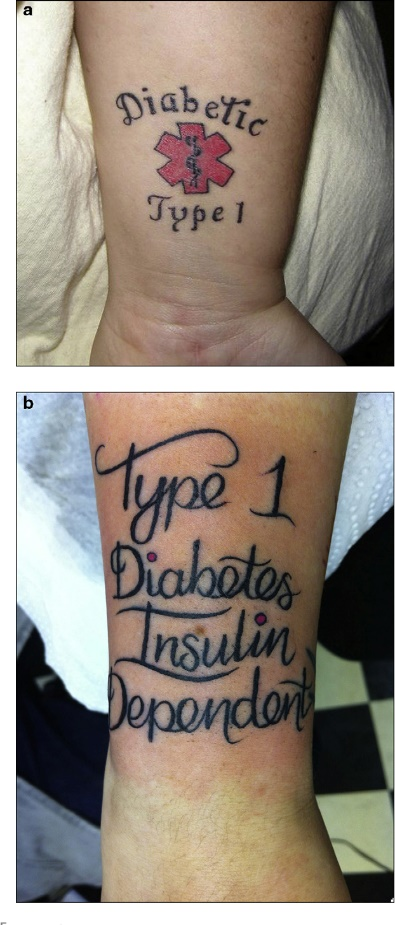 a
Diabetic
Type 1
b
Type 1
Diabetes
Insulin
Dependent